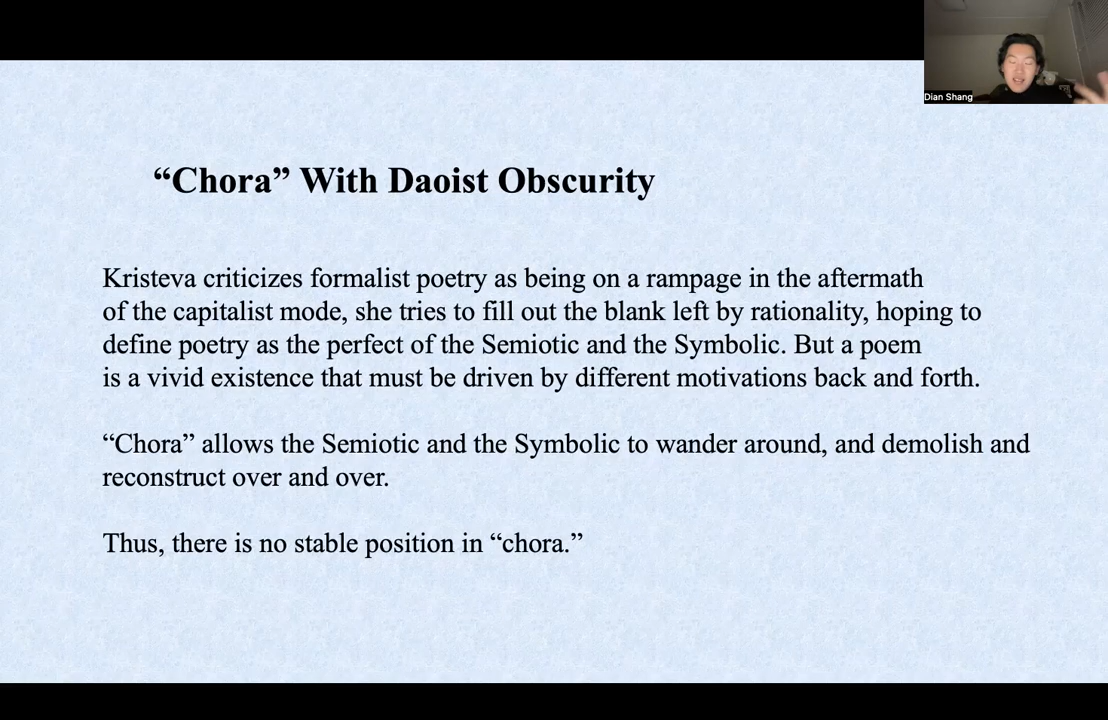 Dian Shang
“Chora” With Daoist Obscurity
Kristeva criticizes formalist poetry as being on a rampage in the aftermath
of the capitalist mode, she tries to fill out the blank left by rationality, hoping to
define poetry as the perfect of the Semiotic and the Symbolic. But a poem
is a vivid existence that must be driven by different motivations back and forth.
“Chora” allows the Semiotic and the Symbolic to wander around, and demolish and
reconstruct over and over.
Thus, there is no stable position in “chora.”